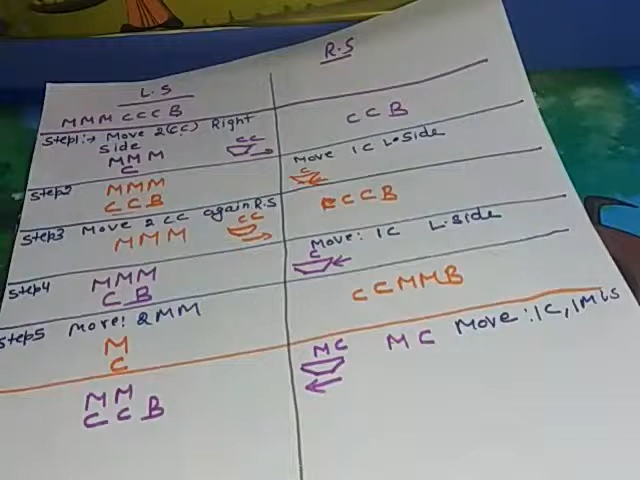 L.S
R.S
MMM CCC B
Step1:→ Move 2(CC) Right
side
CC
MMM
C
CCB
Move 1C L.side
C
Step2
MMM
CCB
CCCB
Step3 Move 2 CC again R.S
CC
MMM
Move: 1C L.side
C
Step4
MMM
CB
CCMMB
Step5 Move: 2MM
M
C
MC
MC Move: 1C, 1M LS
MM
CCB